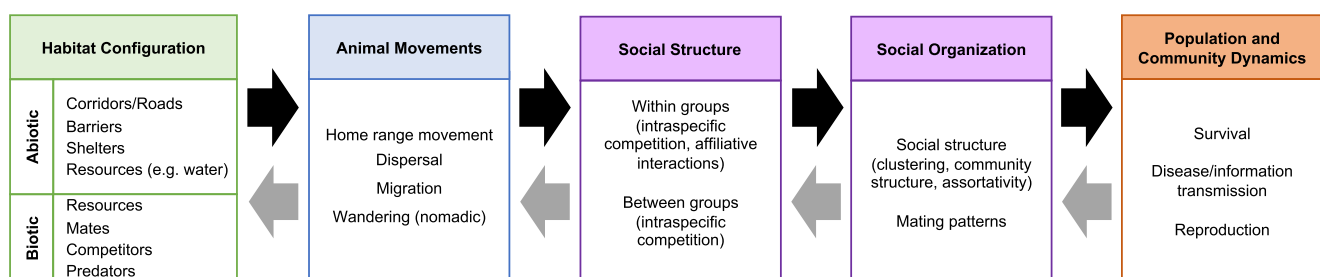 Habitat Configuration
Abiotic
Corridors/Roads
Barriers
Shelters
Resources (e.g. water)
Biotic
Resources
Mates
Competitors
Predators
Animal Movements
Home range movement
Dispersal
Migration
Wandering (nomadic)
Social Structure
Within groups
(intraspecific
competition, affiliative
interactions)
Between groups
(intraspecific
competition)
Social Organization
Social structure
(clustering, community
structure, assortativity)
Mating patterns
Population and
Community Dynamics
Survival
Disease/information
transmission
Reproduction